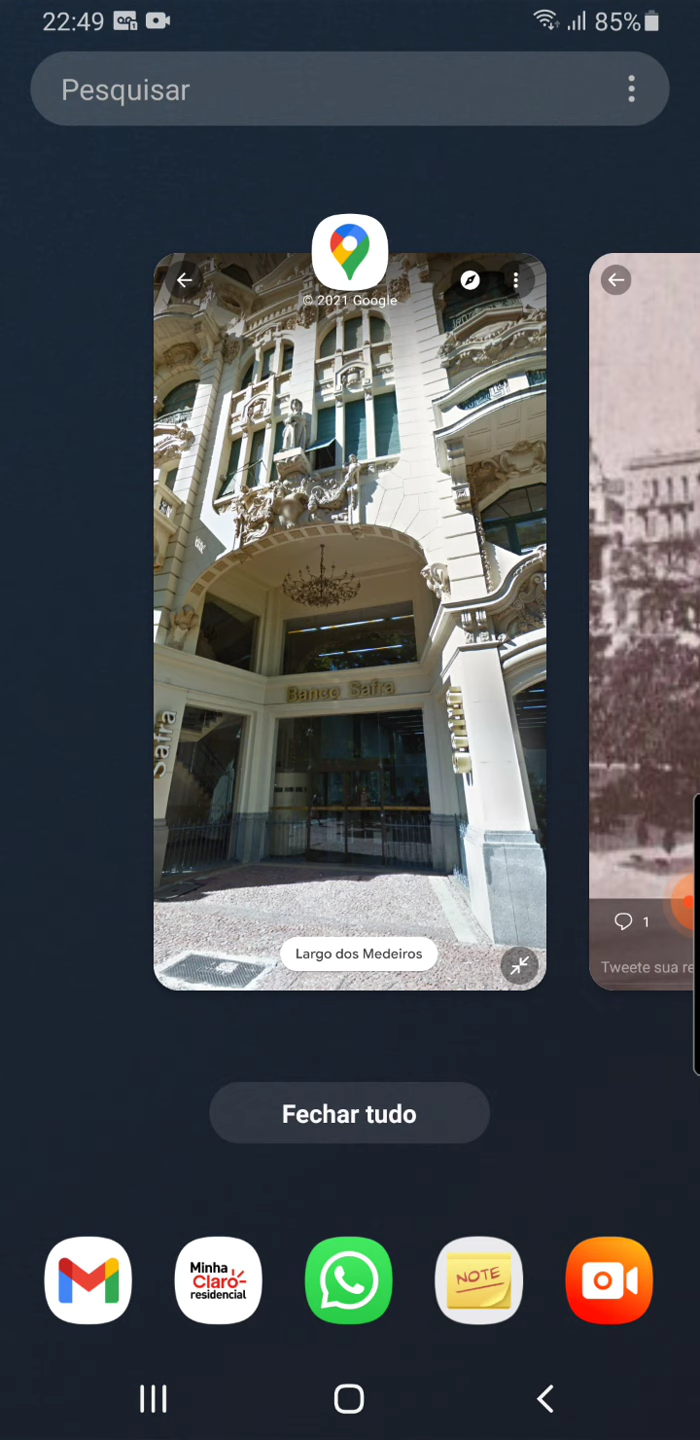 22:49
85%
Pesquisar
© 2021 Google
Banco Safra
Safra
Largo dos Medeiros
1
Tweete sua re
Fechar tudo
Minha
Claro-
residencial
NOTE